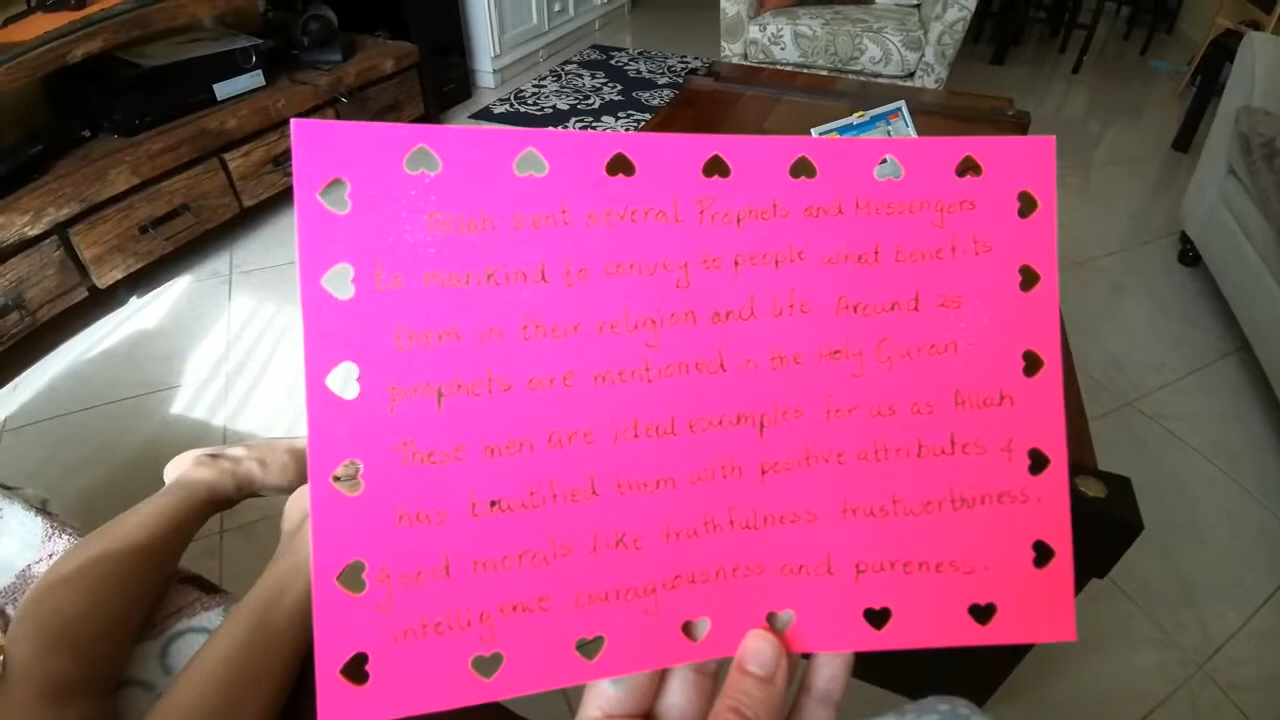 Allah sent several Prophets and Messengers
to mankind to convey to people what benefits
them in their religion and life Around 25
prophets are mentioned in the Holy Quran.
These men are ideal examples for us as Allah
has beautified them with positive attributes &
good morals like truthfulness trustworthiness.
intelligence courageousness and pureness.